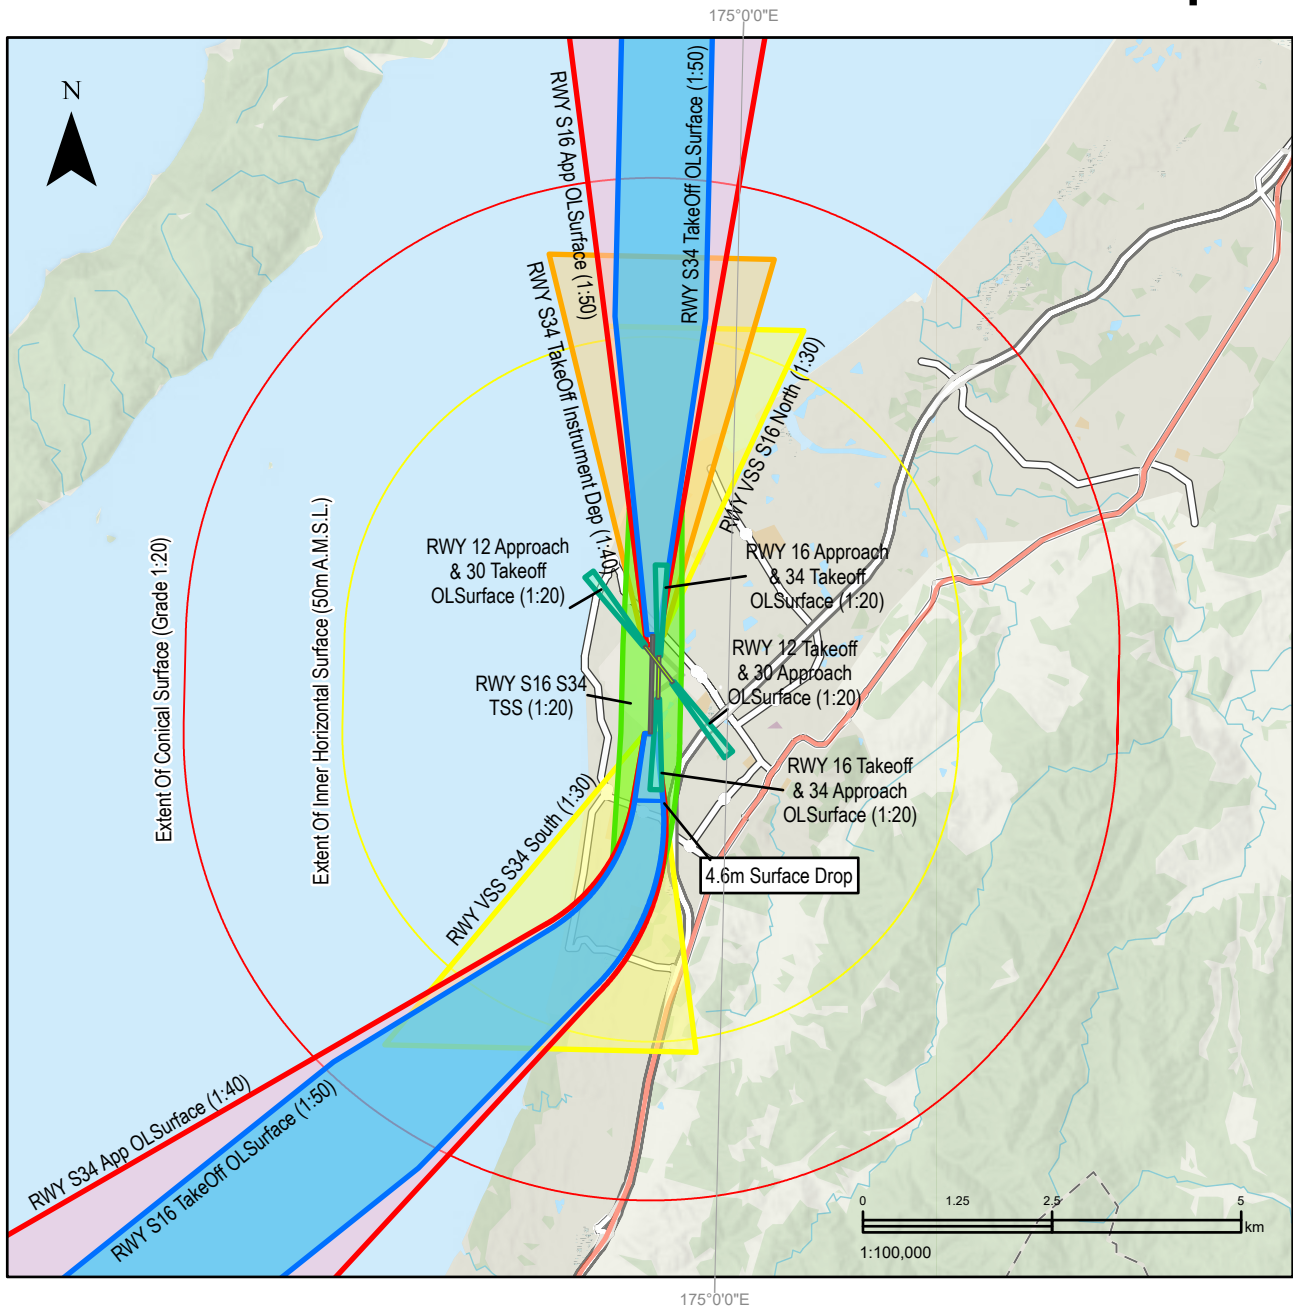 175°0'0"E
N
RWY S16 App OLSurface (1:50)
RWY S34 TakeOff OLSurface (1:50)
RWY S34 TakeOff Instrument Dep (1:40)
RWY VSS S16 North (1:30)
Extent Of Conical Surface (Grade 1:20)
Extent Of Inner Horizontal Surface (50m A.M.S.L.)
RWY 12 Approach
& 30 Takeoff
OLSurface (1:20)
RWY 16 Approach
& 34 Takeoff
OLSurface (1:20)
RWY 12 Takeoff
& 30 Approach
OLSurface (1:20)
RWY S16 S34
TSS (1:20)
RWY 16 Takeoff
& 34 Approach
OLSurface (1:20)
RWY VSS S34 South (1:30)
4.6m Surface Drop
RWY S34 App OLSurface (1:40)
RWY S16 TakeOff OLSurface (1:50)
0 1.25 2.5 5
km
1:100,000
175°0'0"E